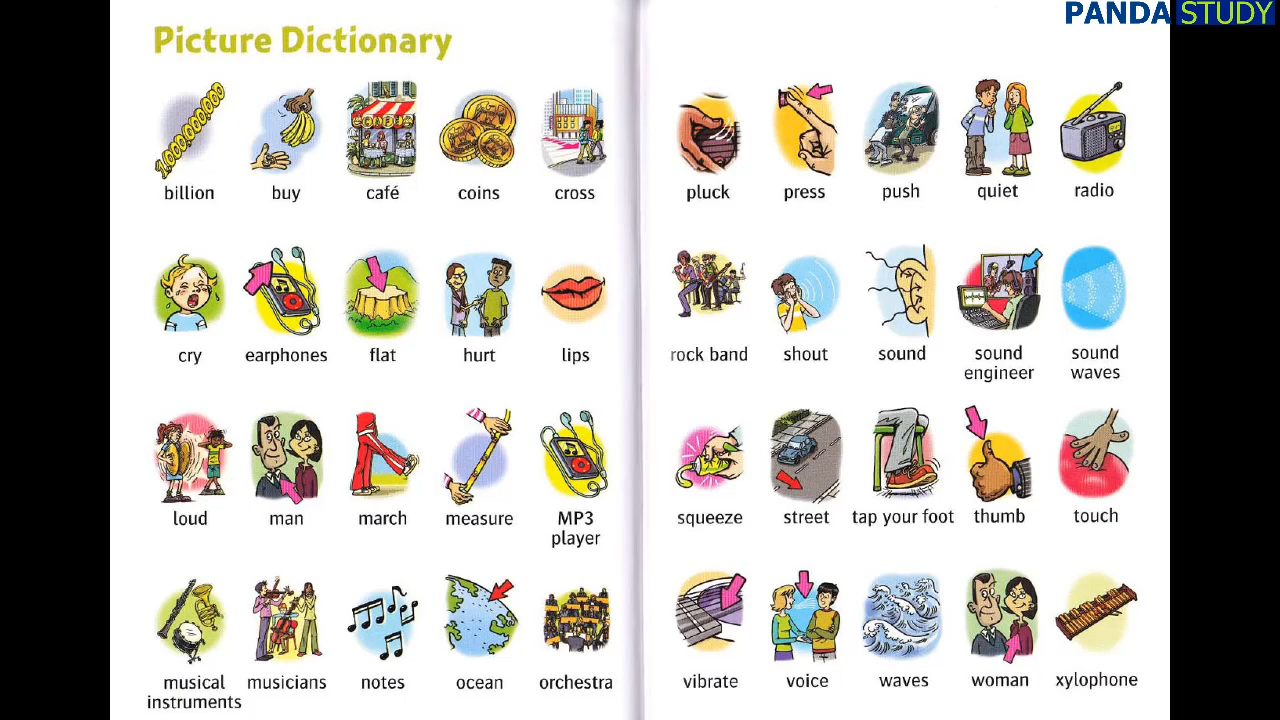 PANDA STUDY
Picture Dictionary
1,000,000,000
billion buy café coins cross
cry earphones flat hurt lips
loud man march measure MP3
player
musical musicians notes ocean orchestra
instruments
pluck press push quiet radio
rock band shout sound sound sound
engineer waves
squeeze street tap your foot thumb touch
vibrate voice waves woman xylophone